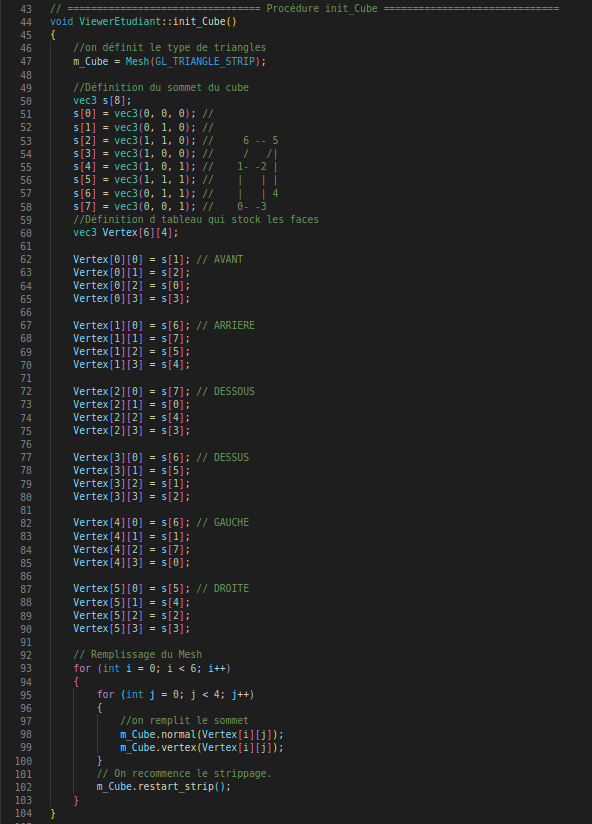 43 // ================================= Procédure init_Cube ==============================
44 void ViewerEtudiant::init_Cube()
45 {
46 //on définit le type de triangles
47 m_Cube = Mesh(GL_TRIANGLE_STRIP);
48
49 //Définition du sommet du cube
50 vec3 s[8];
51 s[0] = vec3(0, 0, 0); //
52 s[1] = vec3(0, 1, 0); //
53 s[2] = vec3(1, 1, 0); //     6 -- 5
54 s[3] = vec3(1, 0, 0); //     /   /|
55 s[4] = vec3(1, 0, 1); //    1- -2 |
56 s[5] = vec3(1, 1, 1); //    |   | |
57 s[6] = vec3(0, 1, 1); //    |   | 4
58 s[7] = vec3(0, 0, 1); //    0- -3
59 //Définition d tableau qui stock les faces
60 vec3 Vertex[6][4];
61
62 Vertex[0][0] = s[1]; // AVANT
63 Vertex[0][1] = s[2];
64 Vertex[0][2] = s[0];
65 Vertex[0][3] = s[3];
66
67 Vertex[1][0] = s[6]; // ARRIERE
68 Vertex[1][1] = s[7];
69 Vertex[1][2] = s[5];
70 Vertex[1][3] = s[4];
71
72 Vertex[2][0] = s[7]; // DESSOUS
73 Vertex[2][1] = s[0];
74 Vertex[2][2] = s[4];
75 Vertex[2][3] = s[3];
76
77 Vertex[3][0] = s[6]; // DESSUS
78 Vertex[3][1] = s[5];
79 Vertex[3][2] = s[1];
80 Vertex[3][3] = s[2];
81
82 Vertex[4][0] = s[6]; // GAUCHE
83 Vertex[4][1] = s[1];
84 Vertex[4][2] = s[7];
85 Vertex[4][3] = s[0];
86
87 Vertex[5][0] = s[5]; // DROITE
88 Vertex[5][1] = s[4];
89 Vertex[5][2] = s[2];
90 Vertex[5][3] = s[3];
91
92 // Remplissage du Mesh
93 for (int i = 0; i < 6; i++)
94 {
95 for (int j = 0; j < 4; j++)
96 {
97 //on remplit le sommet
98 m_Cube.normal(Vertex[i][j]);
99 m_Cube.vertex(Vertex[i][j]);
100 }
101 // On recommence le strippage.
102 m_Cube.restart_strip();
103 }
104 }